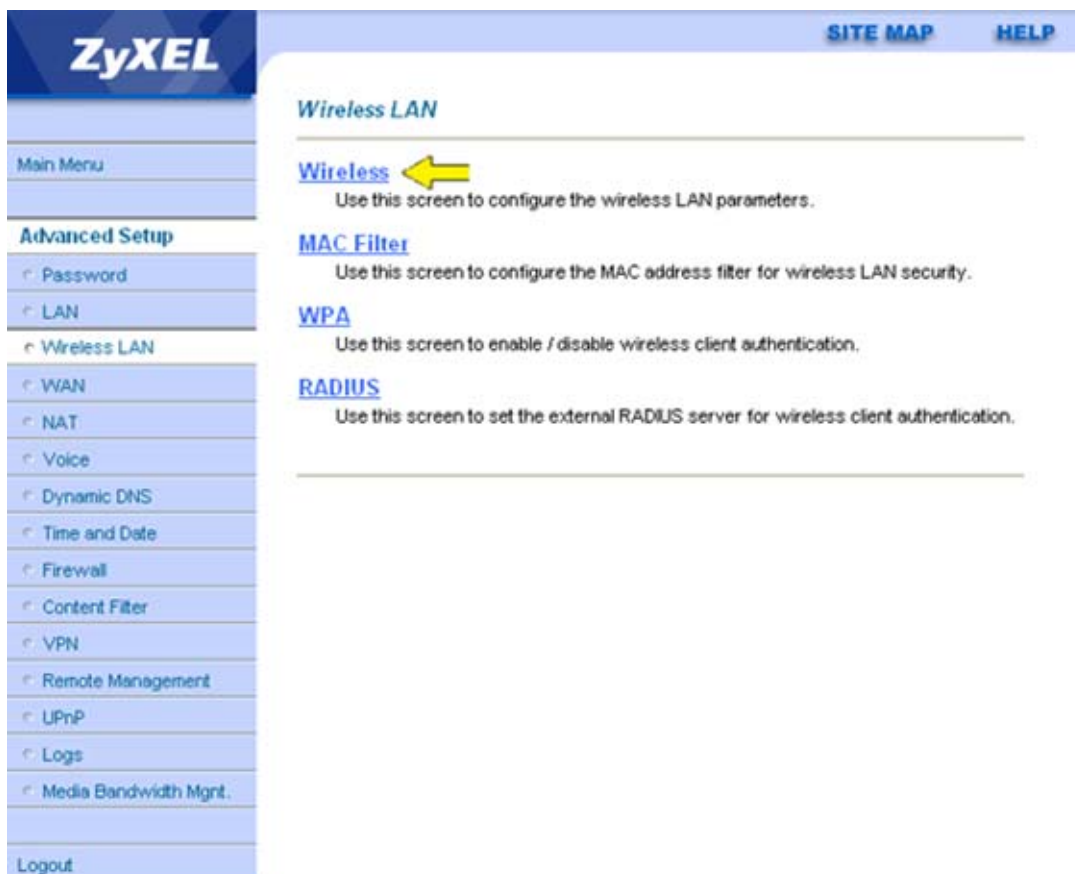 ZyXEL
SITE MAP
HELP
Main Menu
Advanced Setup
Password
LAN
Wireless LAN
WAN
NAT
Voice
Dynamic DNS
Time and Date
Firewall
Content Filter
VPN
Remote Management
UPnP
Logs
Media Bandwidth Mgnt.
Logout
Wireless LAN
Wireless
Use this screen to configure the wireless LAN parameters.
MAC Filter
Use this screen to configure the MAC address filter for wireless LAN security.
WPA
Use this screen to enable / disable wireless client authentication.
RADIUS
Use this screen to set the external RADIUS server for wireless client authentication.